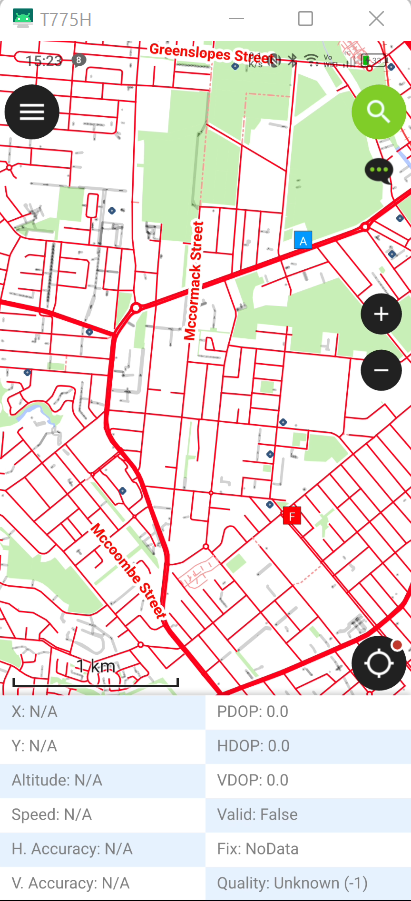 T775H
Greenslopes Street
15:23
B
Mccormack Street
A
+
−
F
Mccoombe Street
1 km
X: N/A
PDOP: 0.0
Y: N/A
HDOP: 0.0
Altitude: N/A
VDOP: 0.0
Speed: N/A
Valid: False
H. Accuracy: N/A
Fix: NoData
V. Accuracy: N/A
Quality: Unknown (-1)